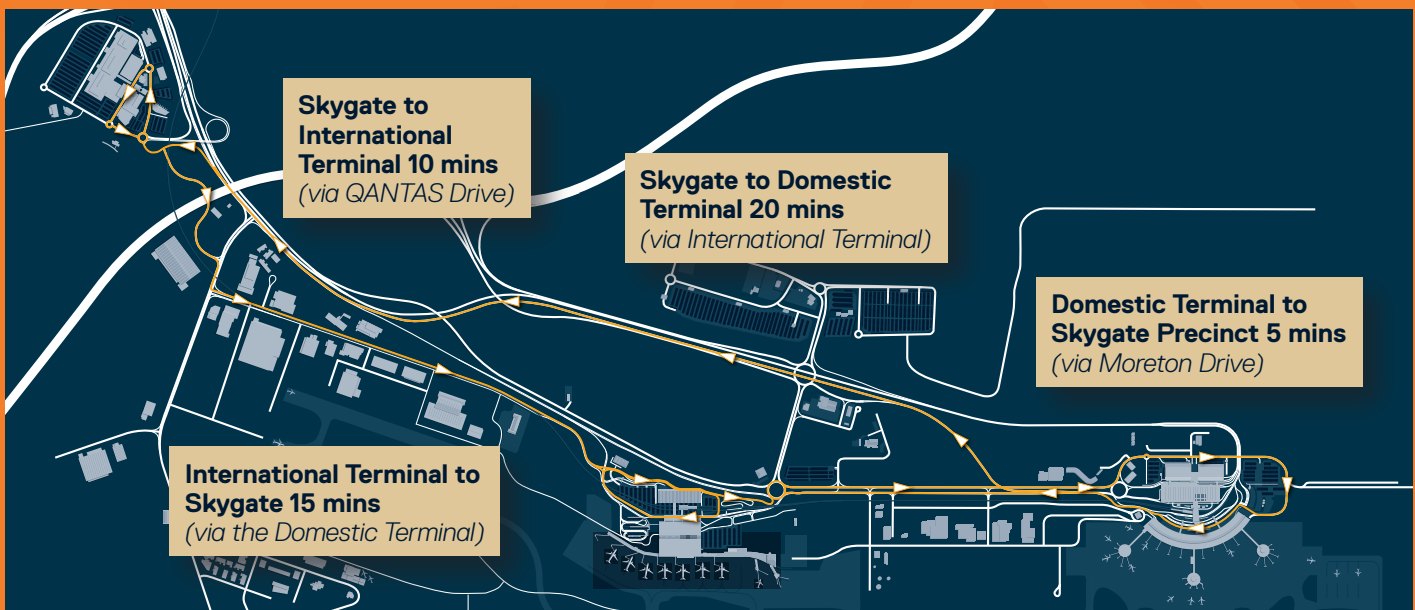 Skygate to
International
Terminal 10 mins
(via QANTAS Drive)
Skygate to Domestic
Terminal 20 mins
(via International Terminal)
Domestic Terminal to
Skygate Precinct 5 mins
(via Moreton Drive)
International Terminal to
Skygate 15 mins
(via the Domestic Terminal)